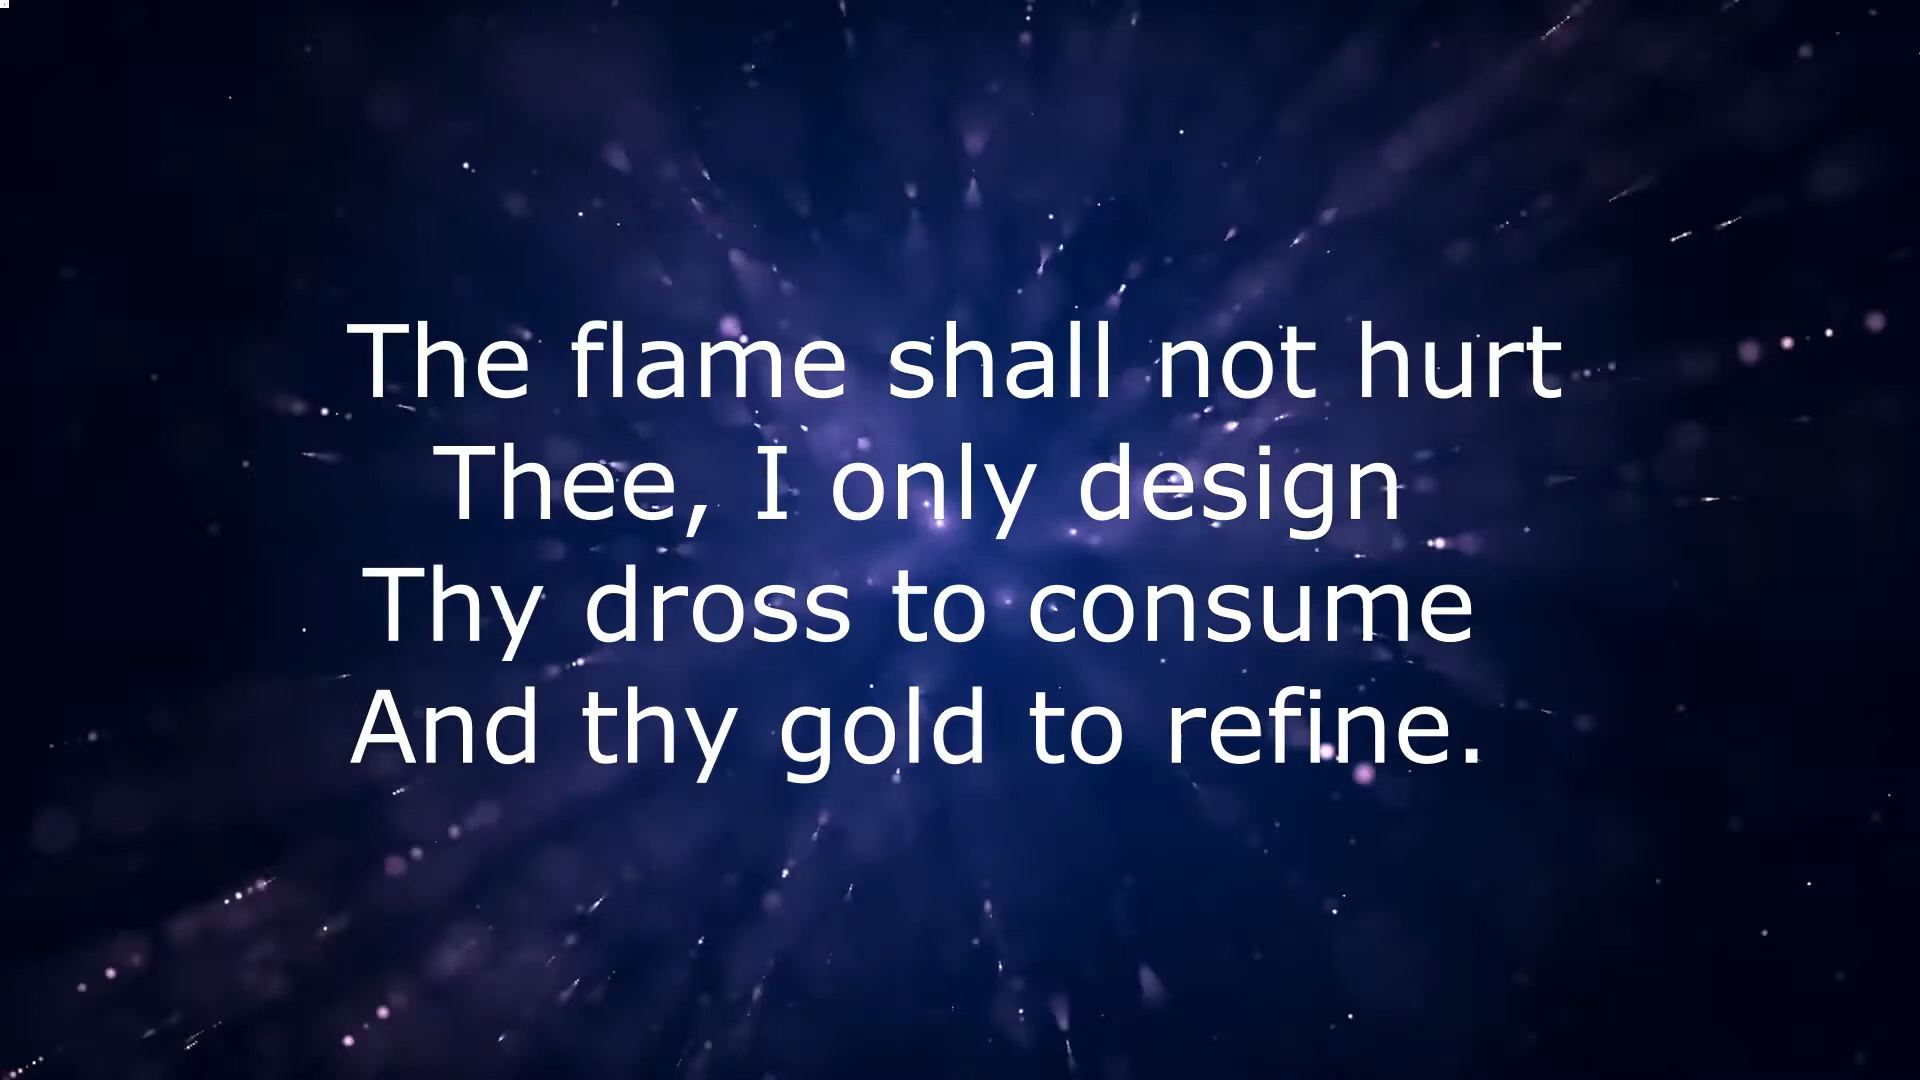 The flame shall not hurt
Thee, I only design
Thy dross to consume
And thy gold to refine.